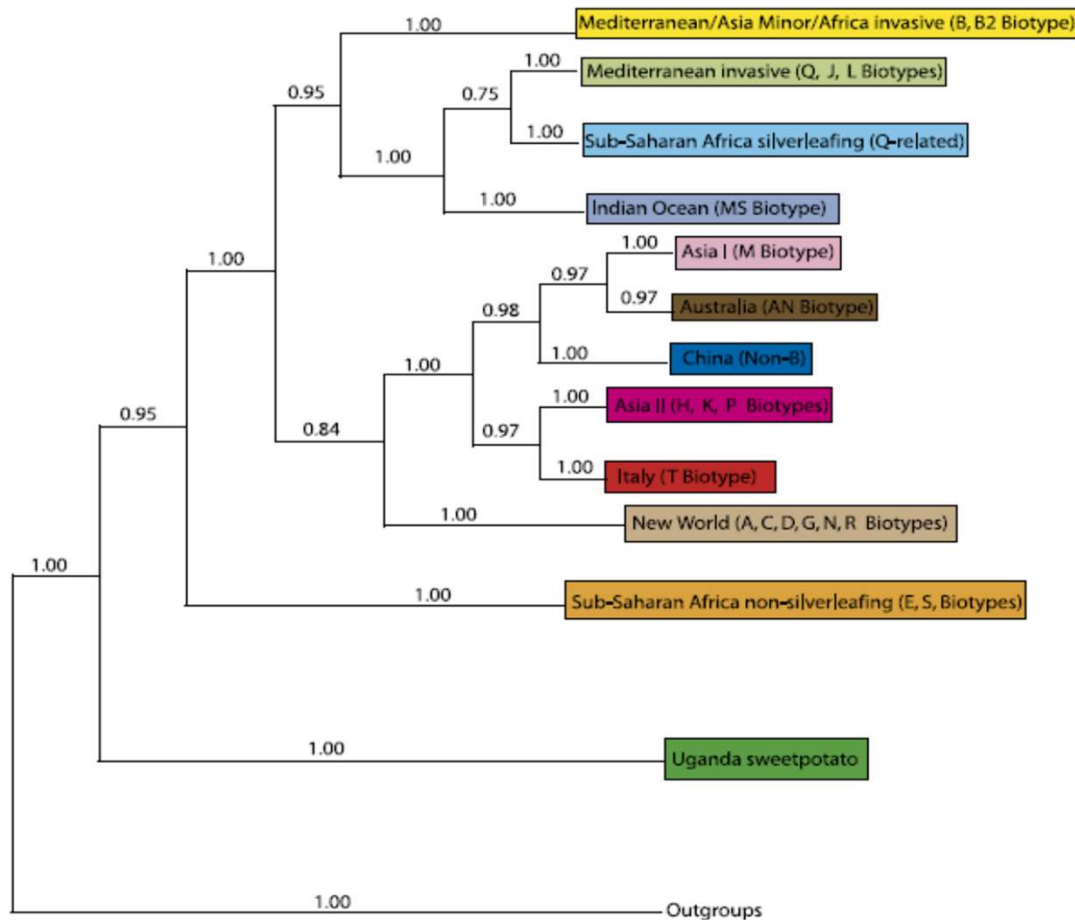 1.00
Mediterranean/Asia Minor/Africa invasive (B, B2 Biotype)
1.00
Mediterranean invasive (Q, J, L Biotypes)
0.95
0.75
1.00
Sub-Saharan Africa silverleafing (Q-related)
1.00
1.00
Indian Ocean (MS Biotype)
1.00
Asia I (M Biotype)
1.00
0.97
0.97
Australia (AN Biotype)
0.98
1.00
China (Non-B)
1.00
1.00
Asia II (H, K, P Biotypes)
0.95
0.84
0.97
1.00
Italy (T Biotype)
1.00
New World (A, C, D, G, N, R Biotypes)
1.00
1.00
Sub-Saharan Africa non-silverleafing (E, S, Biotypes)
1.00
Uganda sweetpotato
1.00
Outgroups